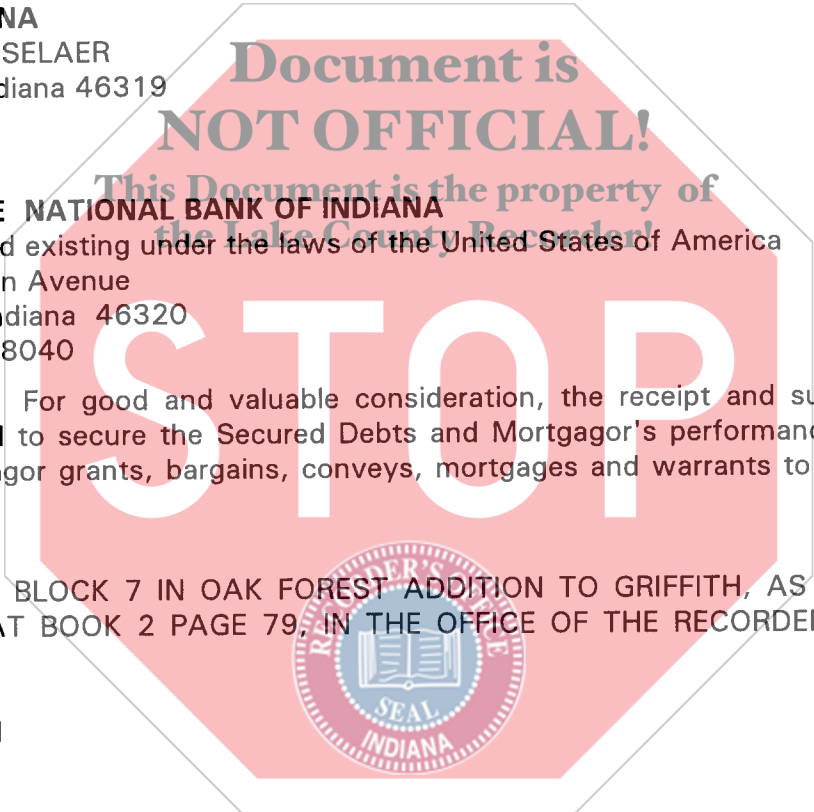 NA
SELAER
diana 46319
Document is
NOT OFFICIAL!
This Document is the property of
the Lake County Recorder!
E NATIONAL BANK OF INDIANA
d existing under the laws of the United States of America
n Avenue
diana 46320
8040
STOP
For good and valuable consideration, the receipt and su
to secure the Secured Debts and Mortgagor's performanc
gor grants, bargains, conveys, mortgages and warrants to
BLOCK 7 IN OAK FOREST ADDITION TO GRIFFITH, AS
AT BOOK 2 PAGE 79, IN THE OFFICE OF THE RECORDER
RECORDER'S OFFICE
SEAL
INDIANA